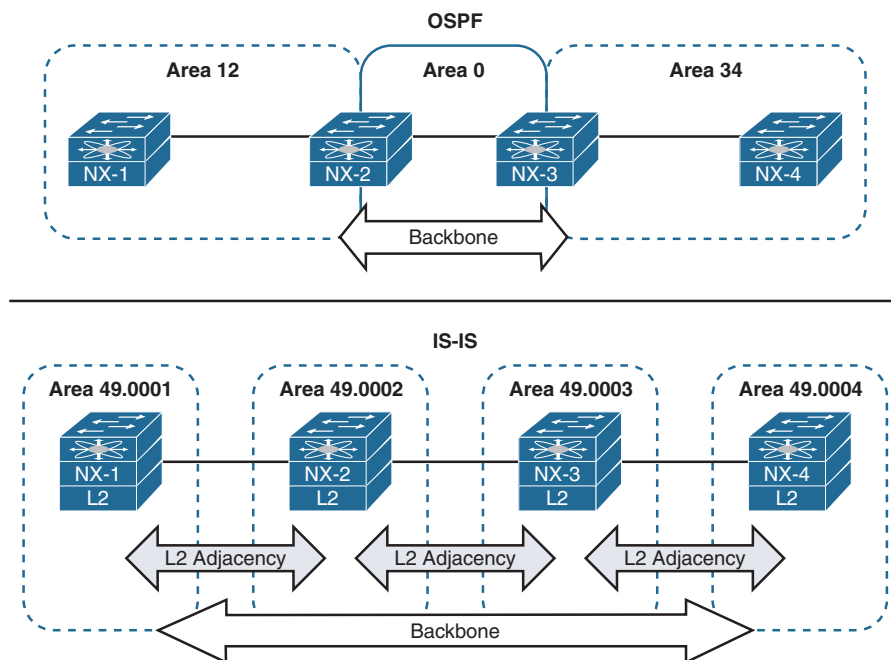 OSPF
Area 12
Area 0
Area 34
NX-1
NX-2
NX-3
NX-4
Backbone
IS-IS
Area 49.0001
Area 49.0002
Area 49.0003
Area 49.0004
NX-1
NX-2
NX-3
NX-4
L2
L2
L2
L2
L2 Adjacency
L2 Adjacency
L2 Adjacency
Backbone